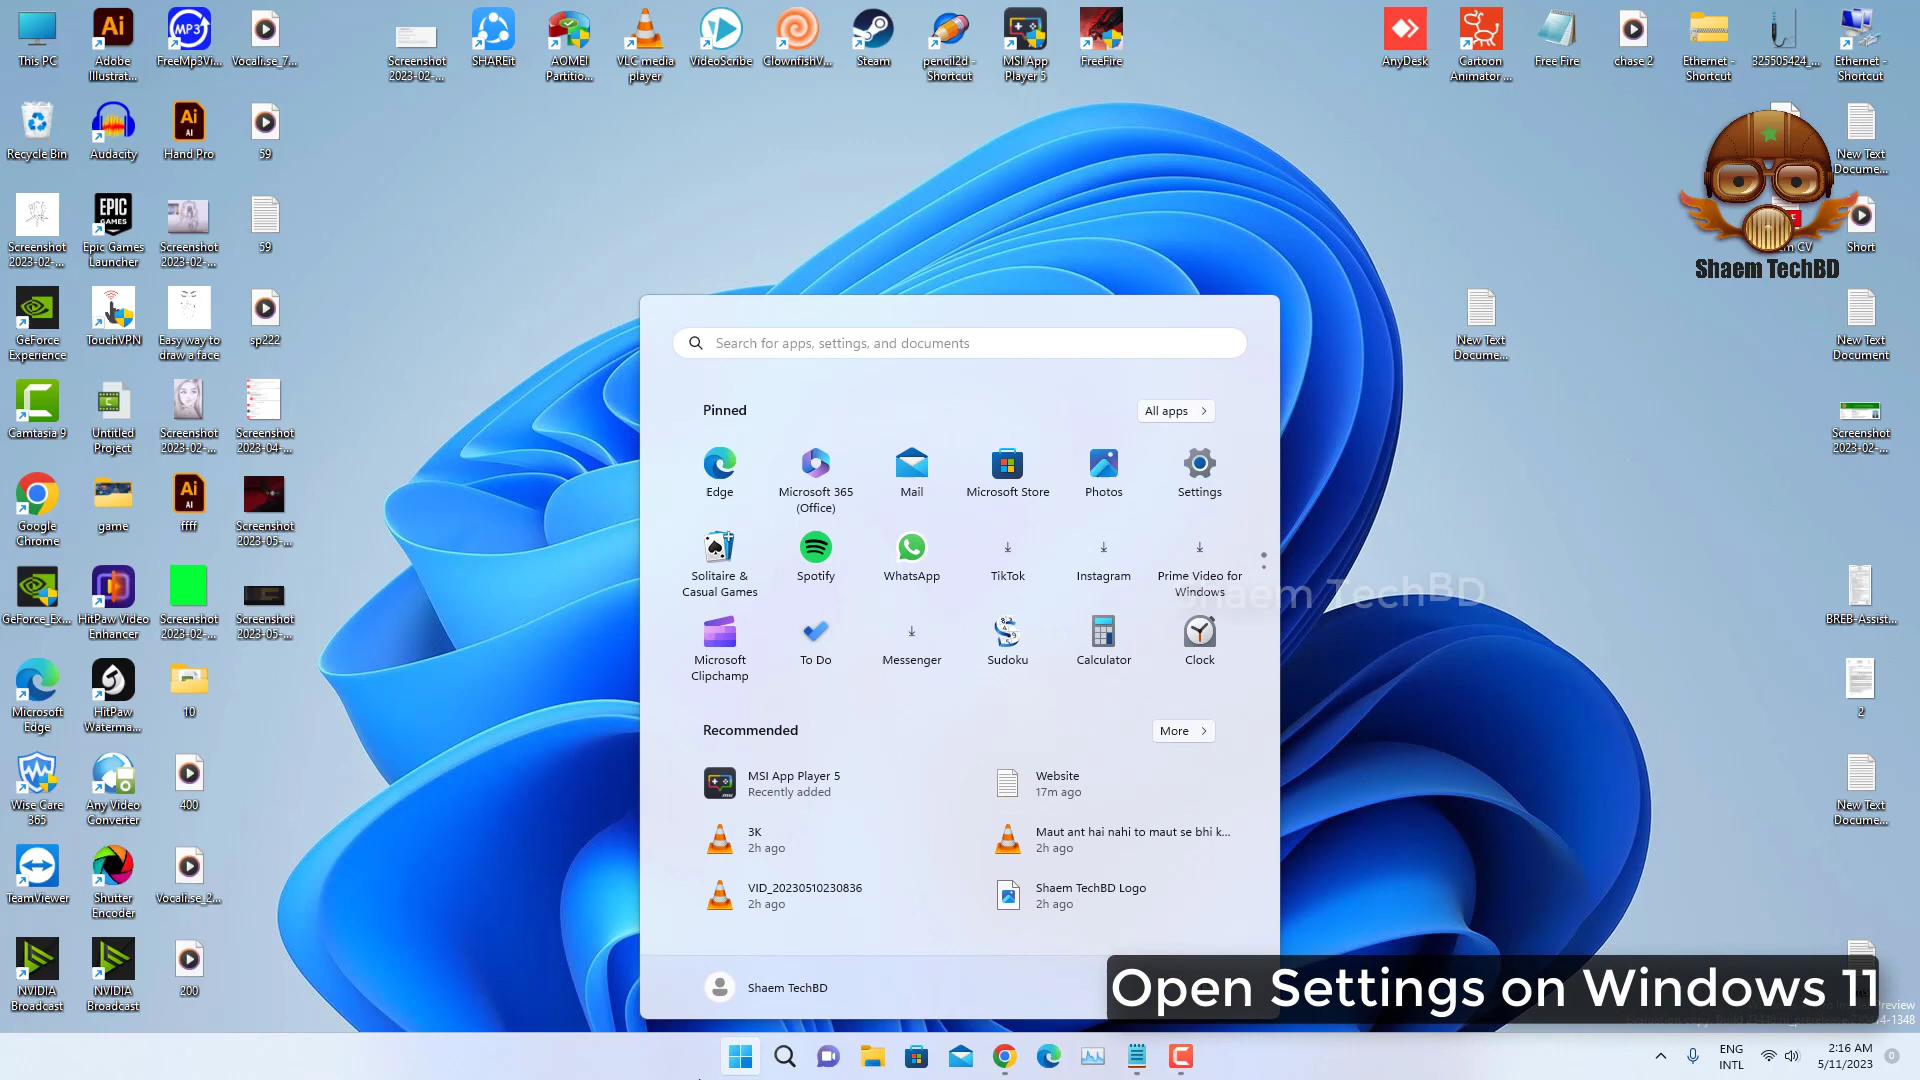 This PC
Adobe
Illustrat...
FreeMp3Vi...
Vocali.se_7...
Screenshot
2023-02-...
SHAREit
AOMEI
Partitio...
VLC media
player
VideoScribe
ClownfishV...
Steam
pencil2d -
Shortcut
MSI App
Player 5
FreeFire
AnyDesk
Cartoon
Animator ...
Free Fire
chase 2
Ethernet -
Shortcut
325505424_...
Ethernet -
Shortcut
Recycle Bin
Audacity
Hand Pro
59
New Text
Docume...
Screenshot
2023-02-...
Epic Games
Launcher
Screenshot
2023-02-...
59
CV
Short
Shaem TechBD
GeForce
Experience
TouchVPN
Easy way to
draw a face
sp222
New Text
Docume...
New Text
Document
Camtasia 9
Untitled
Project
Screenshot
2023-02-...
Screenshot
2023-04-...
Screenshot
2023-02-...
Google
Chrome
game
ffff
Screenshot
2023-05-...
GeForce_Ex...
HitPaw Video
Enhancer
Screenshot
2023-02-...
Screenshot
2023-05-...
BREB-Assist...
Microsoft
Edge
HitPaw
Waterma...
10
2
Wise Care
365
Any Video
Converter
400
New Text
Docume...
TeamViewer
Shutter
Encoder
Vocali.se_2...
NVIDIA
Broadcast
NVIDIA
Broadcast
200
Search for apps, settings, and documents
Pinned
All apps
Edge
Microsoft 365
(Office)
Mail
Microsoft Store
Photos
Settings
Solitaire &
Casual Games
Spotify
WhatsApp
TikTok
Instagram
Prime Video for
Windows
Shaem TechBD
Microsoft
Clipchamp
To Do
Messenger
Sudoku
Calculator
Clock
Recommended
More
MSI App Player 5
Recently added
Website
17m ago
3K
2h ago
Maut ant hai nahi to maut se bhi k...
2h ago
VID_20230510230836
2h ago
Shaem TechBD Logo
2h ago
Shaem TechBD
Open Settings on Windows 11
ENG
INTL
2:16 AM
5/11/2023